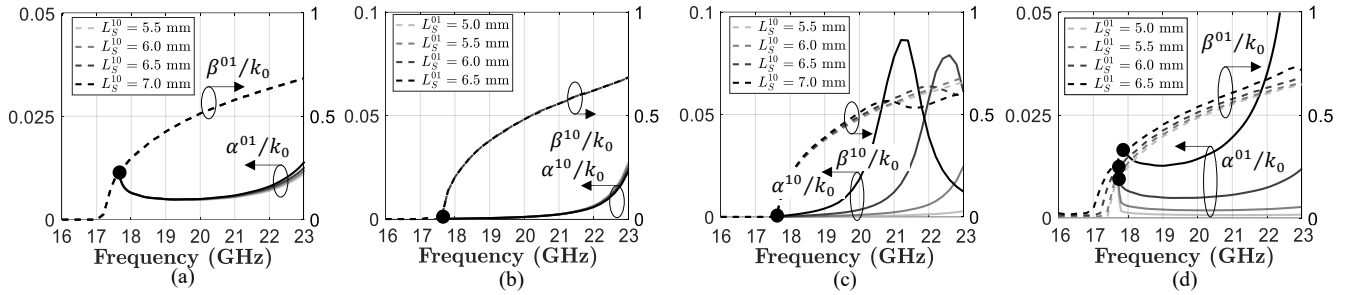 0.05
0.025
0
1
0.5
0
L_S^10 = 5.5 mm
L_S^10 = 6.0 mm
L_S^10 = 6.5 mm
L_S^10 = 7.0 mm
β^01/k_0
α^01/k_0
16 17 18 19 20 21 22 23
Frequency (GHz)
(a)
0.1
0.05
0
1
0.5
0
L_S^01 = 5.0 mm
L_S^01 = 5.5 mm
L_S^01 = 6.0 mm
L_S^01 = 6.5 mm
β^10/k_0
α^10/k_0
16 17 18 19 20 21 22 23
Frequency (GHz)
(b)
0.1
0.05
0
1
0.5
0
L_S^10 = 5.5 mm
L_S^10 = 6.0 mm
L_S^10 = 6.5 mm
L_S^10 = 7.0 mm
β^10/k_0
α^10/k_0
16 17 18 19 20 21 22 23
Frequency (GHz)
(c)
0.05
0.025
0
1
0.5
0
L_S^01 = 5.0 mm
L_S^01 = 5.5 mm
L_S^01 = 6.0 mm
L_S^01 = 6.5 mm
β^01/k_0
α^01/k_0
16 17 18 19 20 21 22 23
Frequency (GHz)
(d)